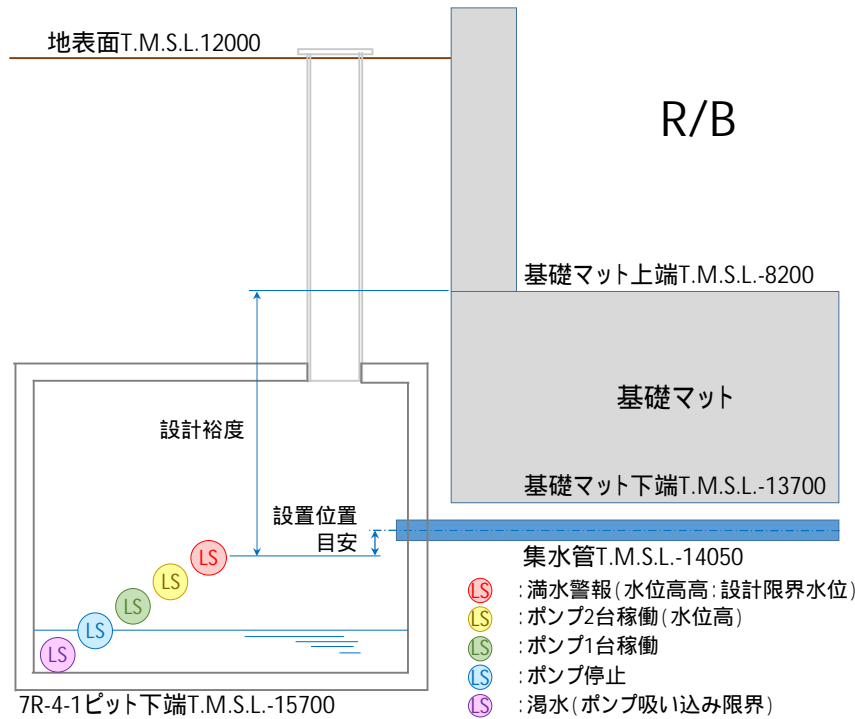 地表面T.M.S.L.12000
R/B
基礎マット上端T.M.S.L.-8200
基礎マット
設計裕度
基礎マット下端T.M.S.L.-13700
設置位置
目安
集水管T.M.S.L.-14050
LS
LS
LS
LS
LS
LS :満水警報(水位高高:設計限界水位)
LS :ポンプ2台稼働(水位高)
LS :ポンプ1台稼働
LS :ポンプ停止
LS :渇水(ポンプ吸い込み限界)
7R-4-1ピット下端T.M.S.L.-15700